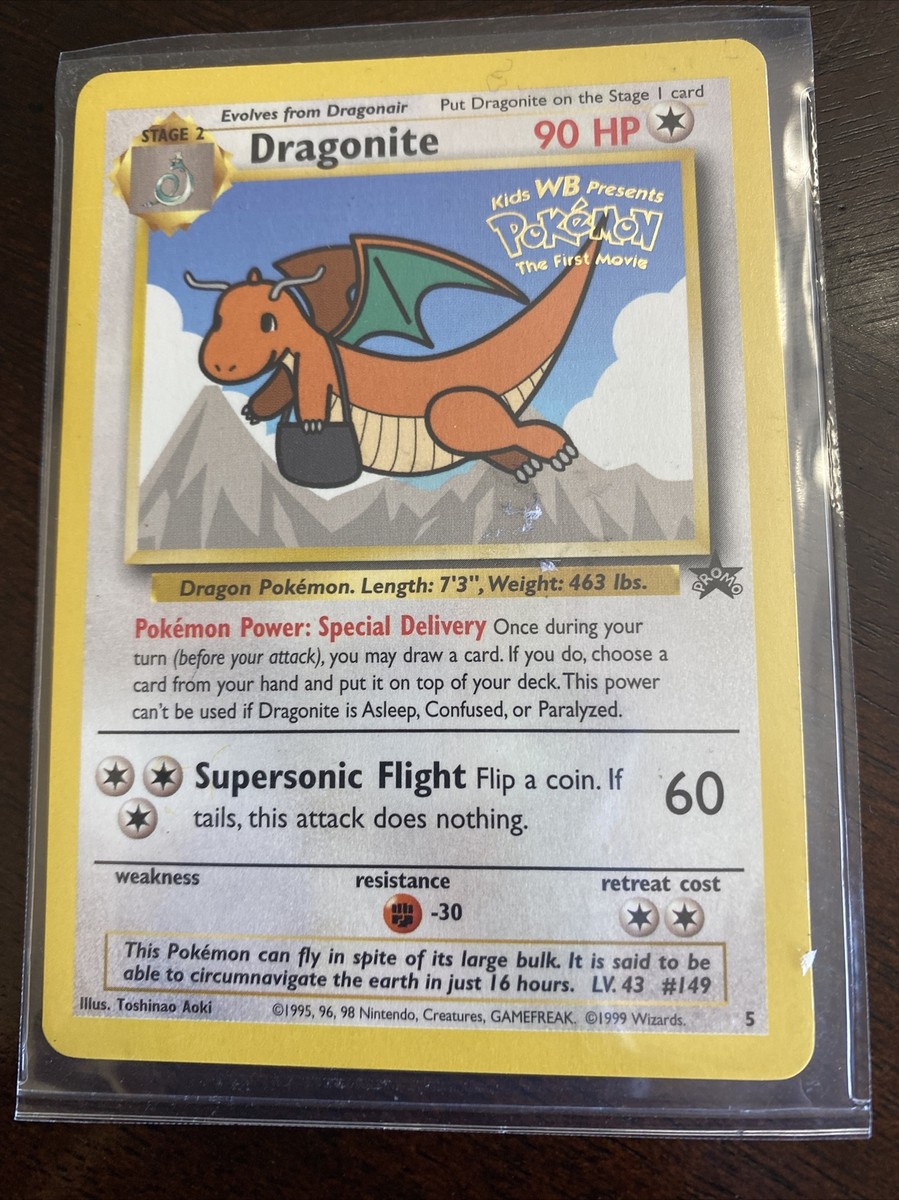 Evolves from Dragonair
Put Dragonite on the Stage 1 card
STAGE 2
Dragonite
90 HP
Kids WB Presents
POKéMON
The First Movie
Dragon Pokémon. Length: 7'3", Weight: 463 lbs.
PROMO
Pokémon Power: Special Delivery Once during your
turn (before your attack), you may draw a card. If you do, choose a
card from your hand and put it on top of your deck. This power
can't be used if Dragonite is Asleep, Confused, or Paralyzed.
Supersonic Flight Flip a coin. If
tails, this attack does nothing.
60
weakness
resistance
retreat cost
-30
This Pokémon can fly in spite of its large bulk. It is said to be
able to circumnavigate the earth in just 16 hours. LV. 43 #149
Illus. Toshinao Aoki
©1995, 96, 98 Nintendo, Creatures, GAMEFREAK. ©1999 Wizards.
5